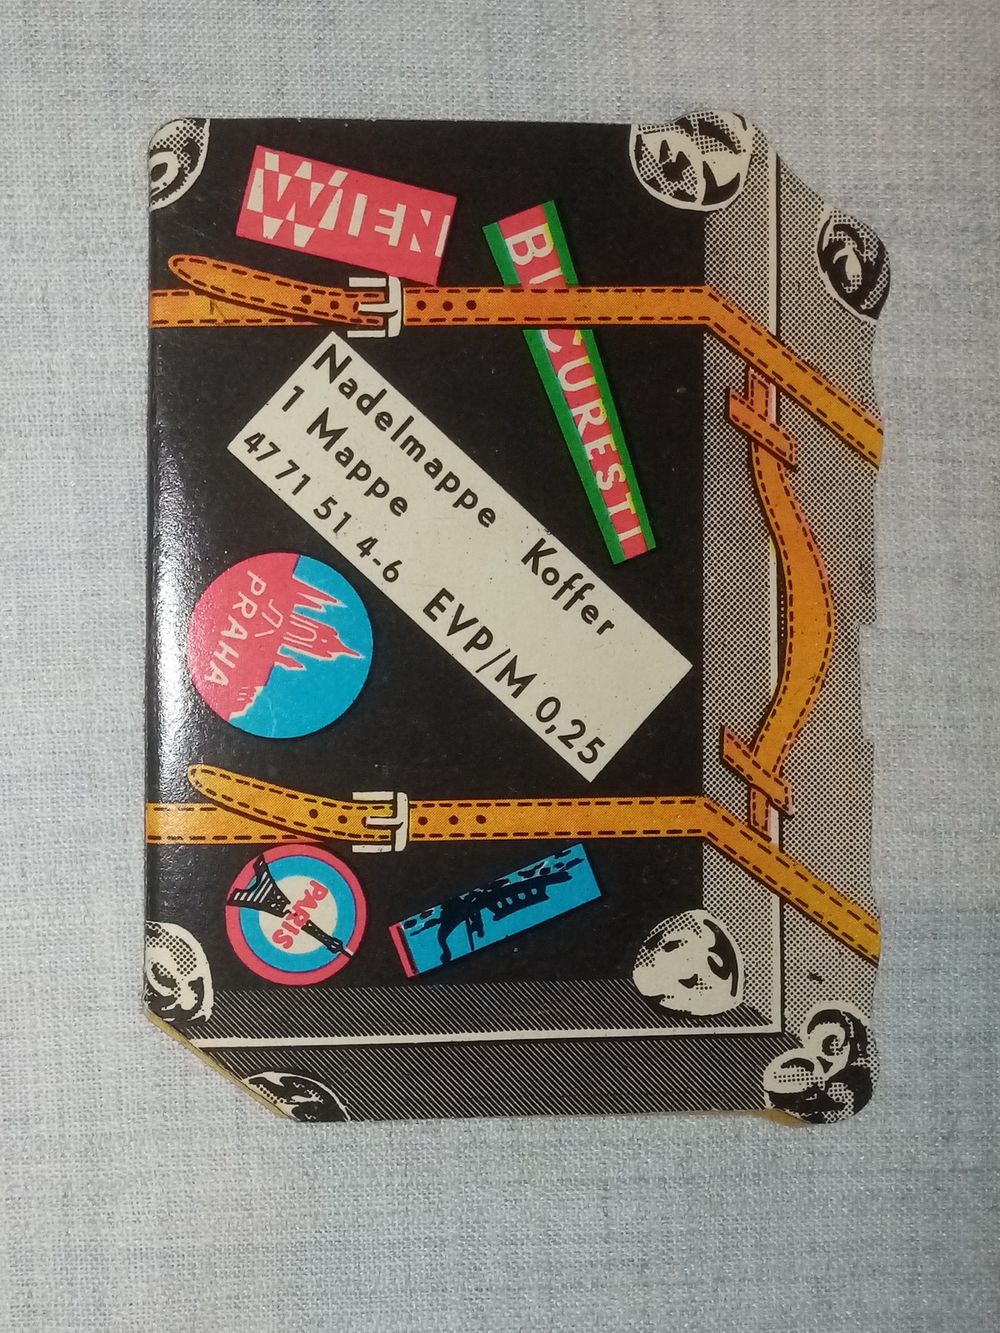 WIEN
BUCURESTI
Nadelmappe Koffer
1 Mappe
47 71 51 4-6 EVP/M 0,25
PRAHA
PARIS